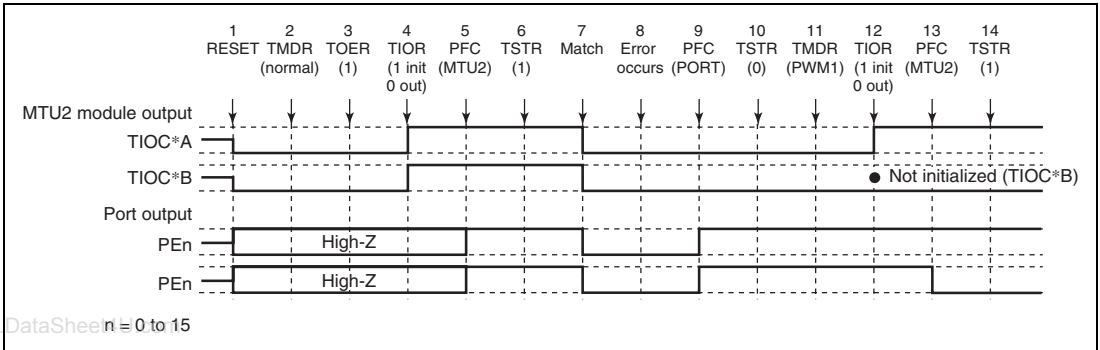 1 2 3 4 5 6 7 8 9 10 11 12 13 14
RESET TMDR TOER TIOR PFC TSTR Match Error PFC TSTR TMDR TIOR PFC TSTR
(normal) (1) (1 init (MTU2) (1) occurs (PORT) (0) (PWM1) (1 init (MTU2) (1)
0 out) 0 out)
MTU2 module output
TIOC*A
TIOC*B
● Not initialized (TIOC*B)
Port output
PEn
High-Z
PEn
High-Z
n = 0 to 15